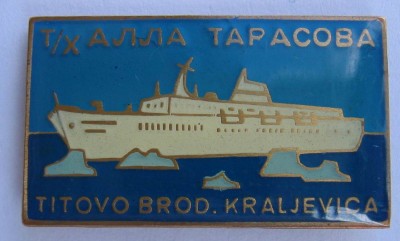 Т/Х АЛЛА ТАРАСОВА
TITOVO BROD. KRALJEVICA